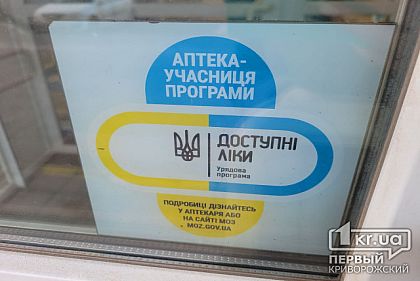 АПТЕКА-
УЧАСНИЦЯ
ПРОГРАМИ
ДОСТУПНІ
ЛІКИ
Урядова
програма
ПОДРОБИЦІ ДІЗНАЙТЕСЬ
У АПТЕКАРЯ АБО
НА САЙТІ МОЗ
MOZ.GOV.UA
1kr.ua
ПЕРВЫЙ
КРИВОРОЖСКИЙ